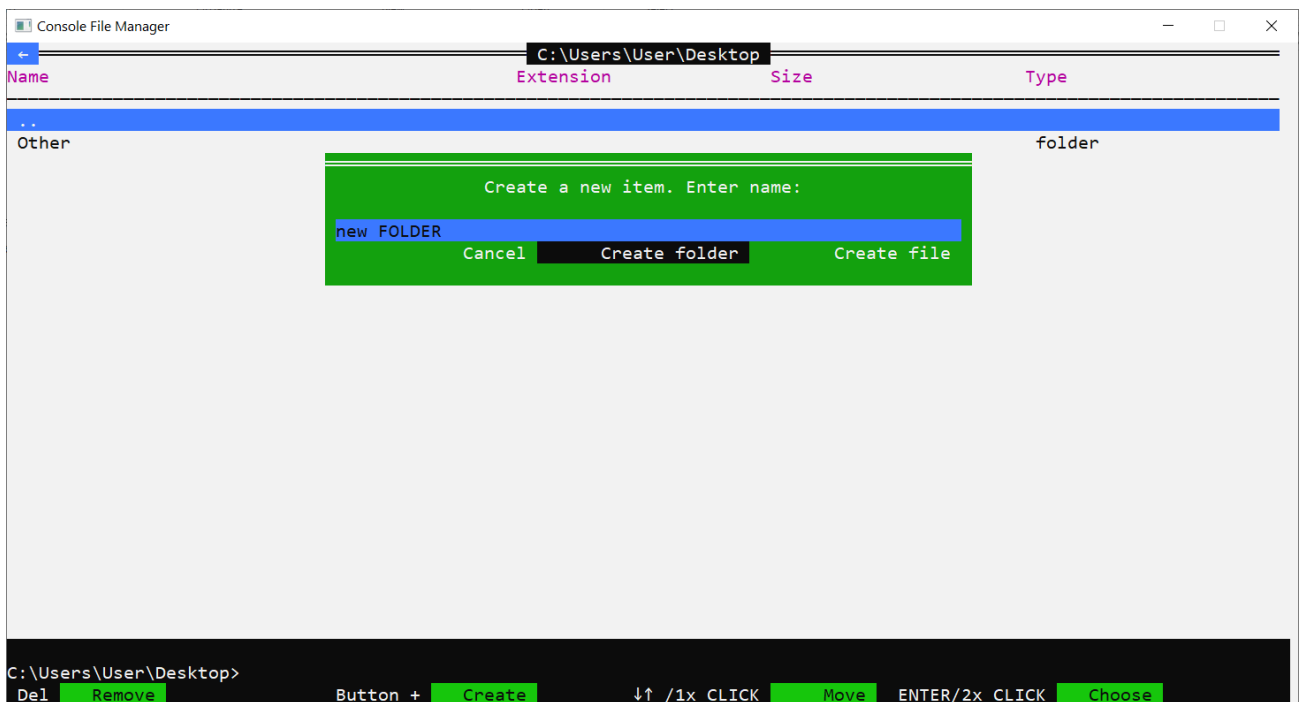 Console File Manager
← C:\Users\User\Desktop
Name Extension Size Type
..
Other folder
Create a new item. Enter name:
new FOLDER
Cancel Create folder Create file
C:\Users\User\Desktop>
Del Remove Button + Create ↓↑ /1x CLICK Move ENTER/2x CLICK Choose